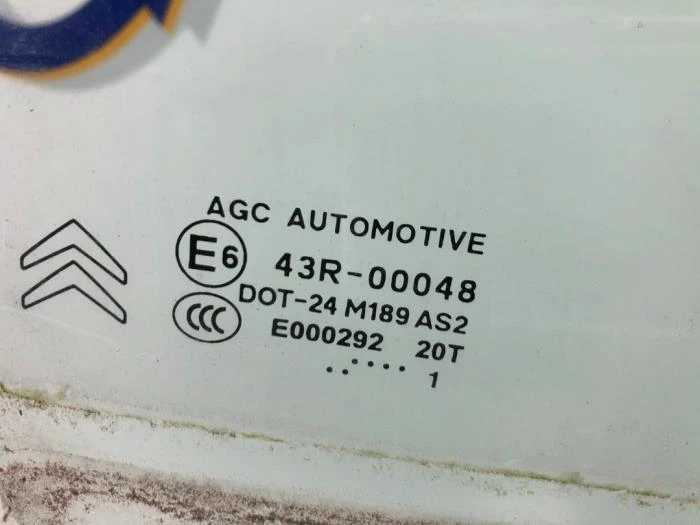 AGC AUTOMOTIVE
E6 43R-00048
DOT-24 M189 AS2
CCC E000292 20T
..···· 1